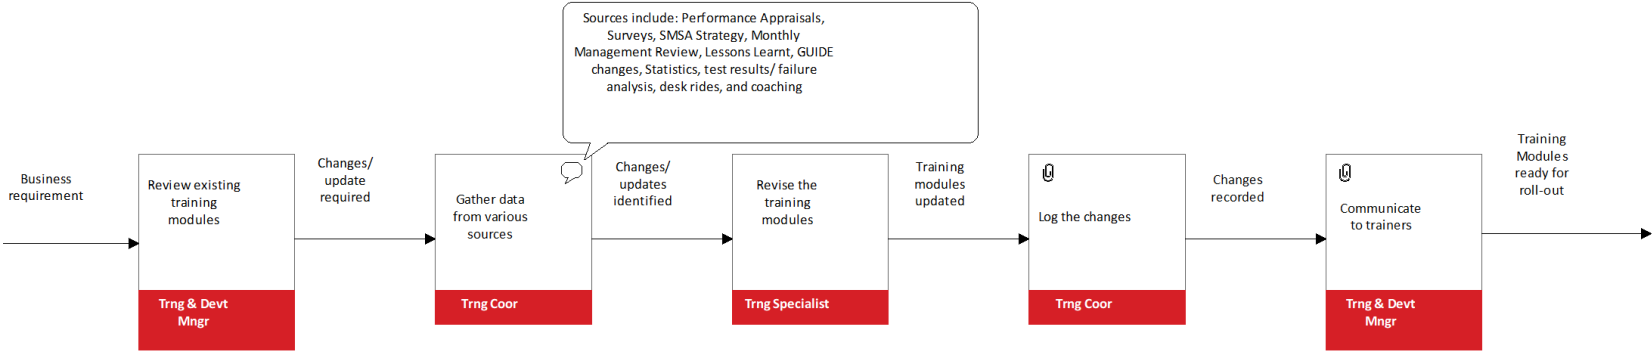 Sources include: Performance Appraisals,
Surveys, SMSA Strategy, Monthly
Management Review, Lessons Learnt, GUIDE
changes, Statistics, test results/ failure
analysis, desk rides, and coaching
Business
requirement
Review existing
training
modules
Trng & Devt
Mngr
Changes/
update
required
Gather data
from various
sources
Trng Coor
Changes/
updates
identified
Revise the
training
modules
Trng Specialist
Training
modules
updated
Log the changes
Trng Coor
Changes
recorded
Communicate
to trainers
Trng & Devt
Mngr
Training
Modules
ready for
roll-out